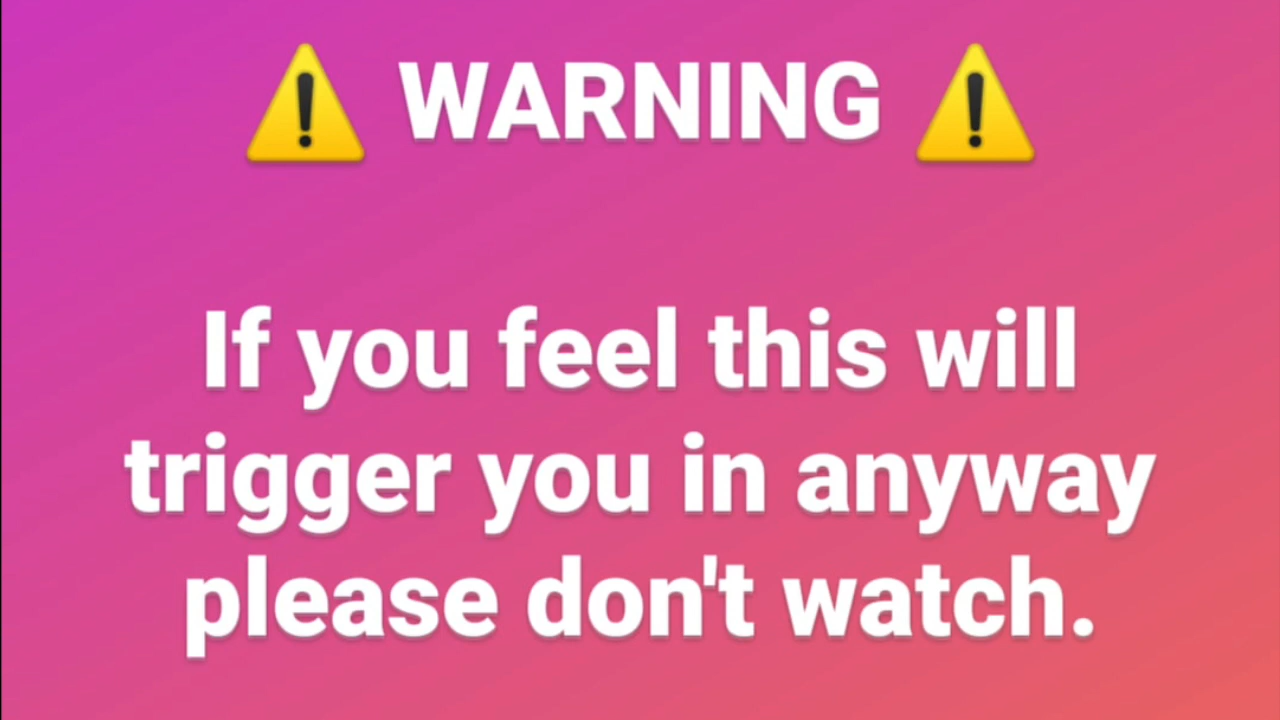 ⚠️ WARNING ⚠️
If you feel this will
trigger you in anyway
please don't watch.